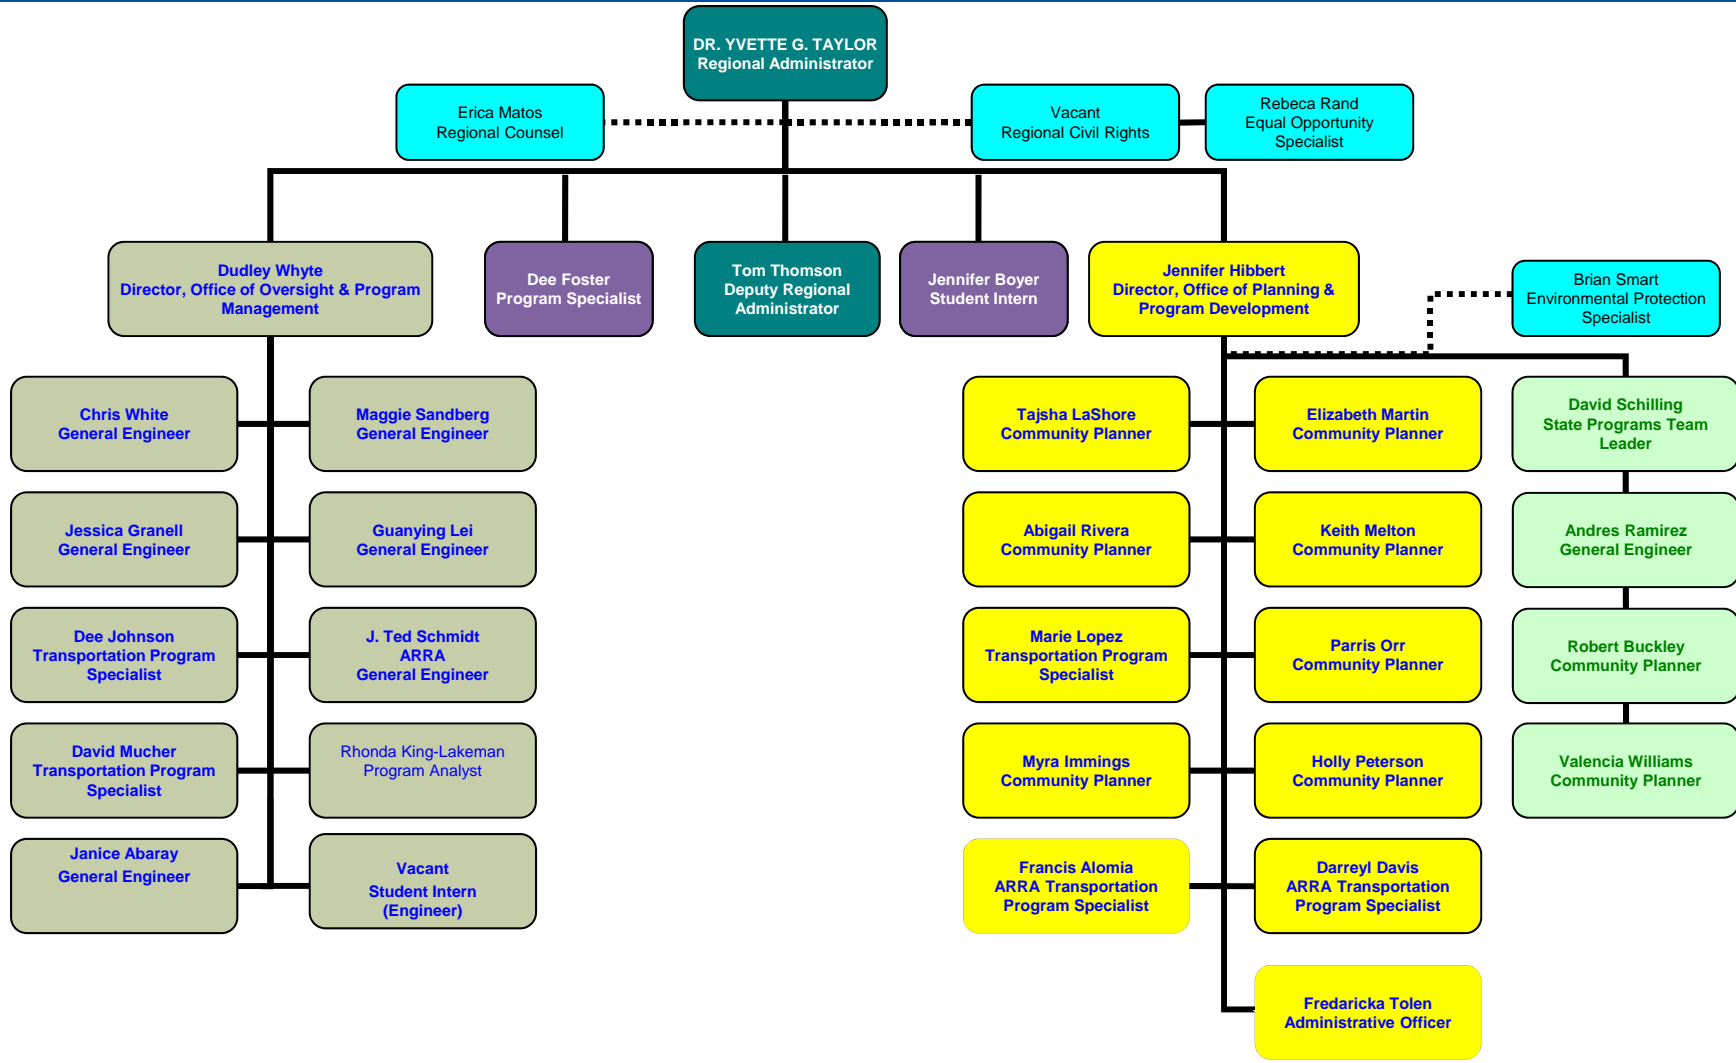 DR. YVETTE G. TAYLOR
Regional Administrator
Erica Matos
Regional Counsel
Vacant
Regional Civil Rights
Rebeca Rand
Equal Opportunity
Specialist
Dudley Whyte
Director, Office of Oversight & Program
Management
Dee Foster
Program Specialist
Tom Thomson
Deputy Regional
Administrator
Jennifer Boyer
Student Intern
Jennifer Hibbert
Director, Office of Planning &
Program Development
Brian Smart
Environmental Protection
Specialist
Chris White
General Engineer
Maggie Sandberg
General Engineer
Tajsha LaShore
Community Planner
Elizabeth Martin
Community Planner
David Schilling
State Programs Team
Leader
Jessica Granell
General Engineer
Guanying Lei
General Engineer
Abigail Rivera
Community Planner
Keith Melton
Community Planner
Andres Ramirez
General Engineer
Dee Johnson
Transportation Program
Specialist
J. Ted Schmidt
ARRA
General Engineer
Marie Lopez
Transportation Program
Specialist
Parris Orr
Community Planner
Robert Buckley
Community Planner
David Mucher
Transportation Program
Specialist
Rhonda King-Lakeman
Program Analyst
Myra Immings
Community Planner
Holly Peterson
Community Planner
Valencia Williams
Community Planner
Janice Abaray
General Engineer
Vacant
Student Intern
(Engineer)
Francis Alomia
ARRA Transportation
Program Specialist
Darreyl Davis
ARRA Transportation
Program Specialist
Fredaricka Tolen
Administrative Officer